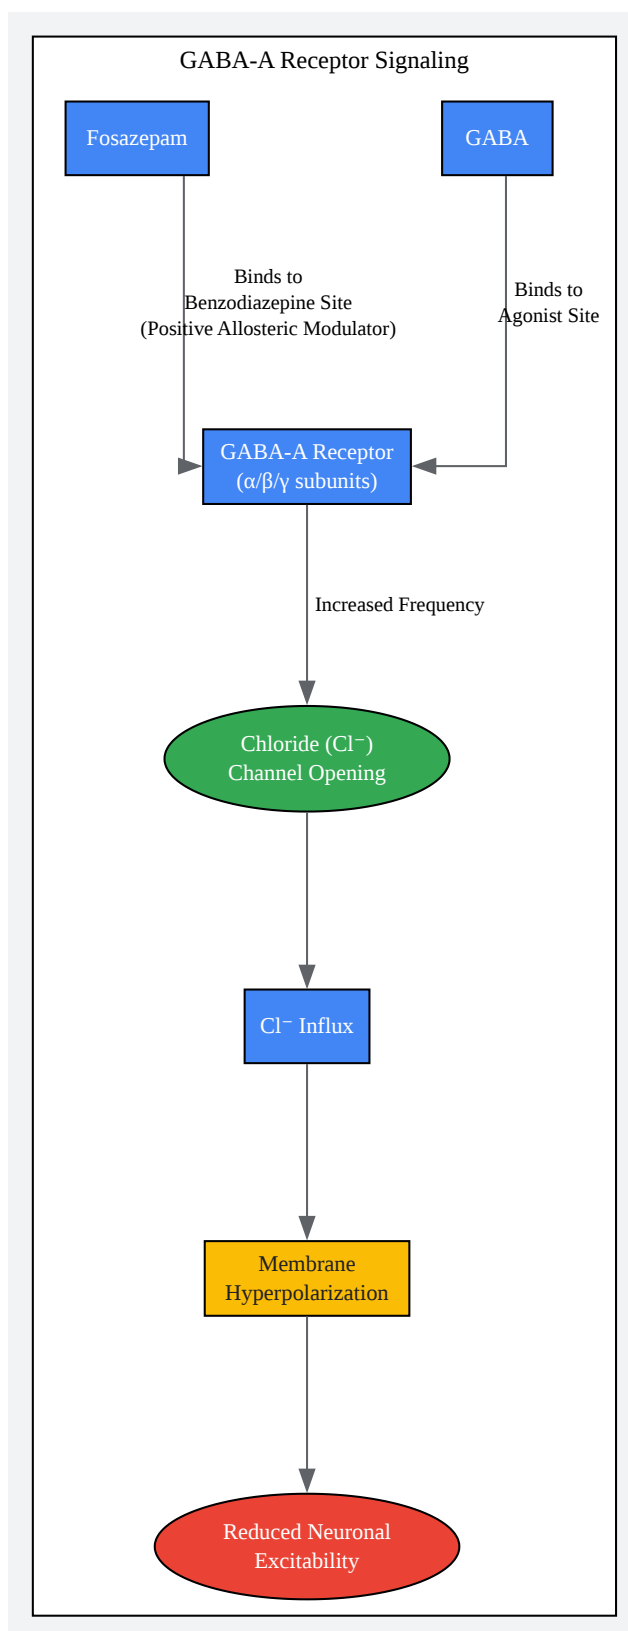 GABA-A Receptor Signaling
Fosazepam
GABA
Binds to
Benzodiazepine Site
(Positive Allosteric Modulator)
Binds to
Agonist Site
GABA-A Receptor
(α/β/γ subunits)
Increased Frequency
Chloride (Cl⁻)
Channel Opening
Cl⁻ Influx
Membrane
Hyperpolarization
Reduced Neuronal
Excitability